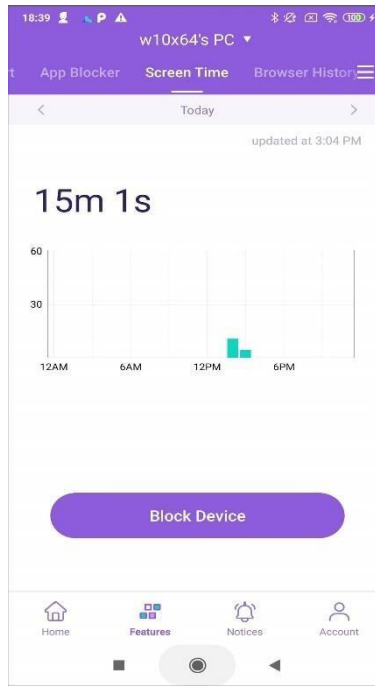 18:39 P 100
w10x64's PC
t App Blocker Screen Time Browser History
Today
updated at 3:04 PM
15m 1s
60
30
12AM 6AM 12PM 6PM
Block Device
Home Features Notices Account